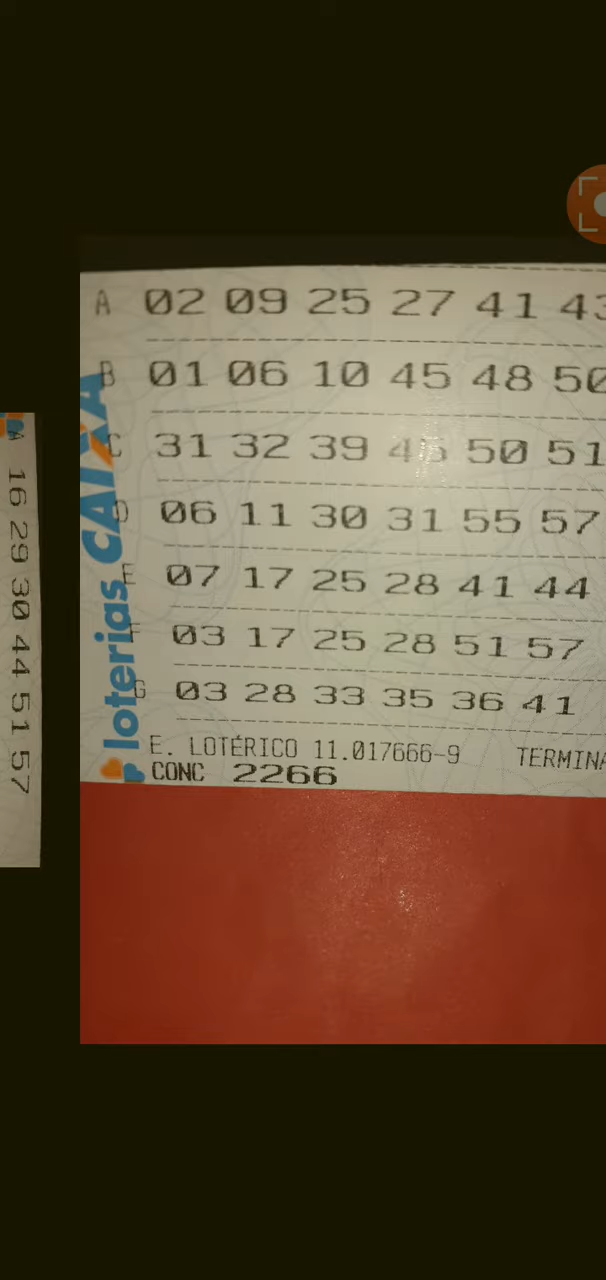 A 02 09 25 27 41 43
B 01 06 10 45 48 50
C 31 32 39 45 50 51
D 06 11 30 31 55 57
E 07 17 25 28 41 44
F 03 17 25 28 51 57
G 03 28 33 35 36 41
E. LOTÉRICO 11.017666-9
CONC 2266
loterias CAIXA
A 16 29 30 44 51 57